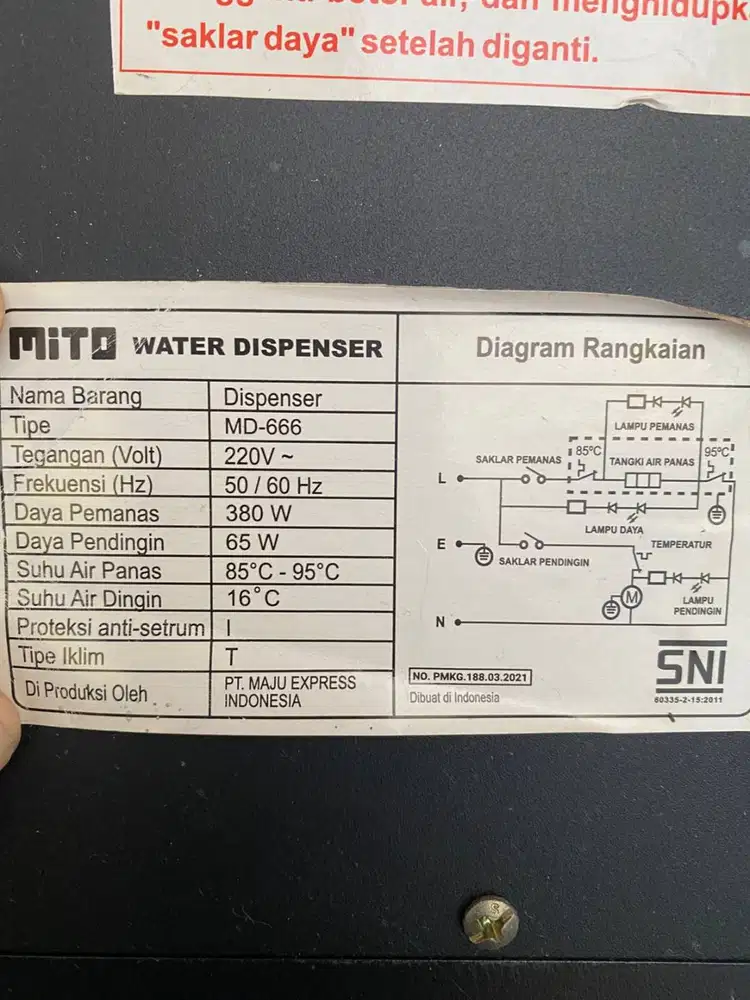 menghidupk
"saklar daya" setelah diganti.
MITO WATER DISPENSER
Nama Barang Dispenser
Tipe MD-666
Tegangan (Volt) 220V ~
Frekuensi (Hz) 50 / 60 Hz
Daya Pemanas 380 W
Daya Pendingin 65 W
Suhu Air Panas 85°C - 95°C
Suhu Air Dingin 16°C
Proteksi anti-setrum I
Tipe Iklim T
Di Produksi Oleh PT. MAJU EXPRESS
INDONESIA
Diagram Rangkaian
LAMPU PEMANAS
SAKLAR PEMANAS
85°C
TANGKI AIR PANAS
95°C
L
LAMPU DAYA
E
SAKLAR PENDINGIN
TEMPERATUR
M
LAMPU
PENDINGIN
N
NO. PMKG.188.03.2021
Dibuat di Indonesia
SNI
60335-2-15:2011